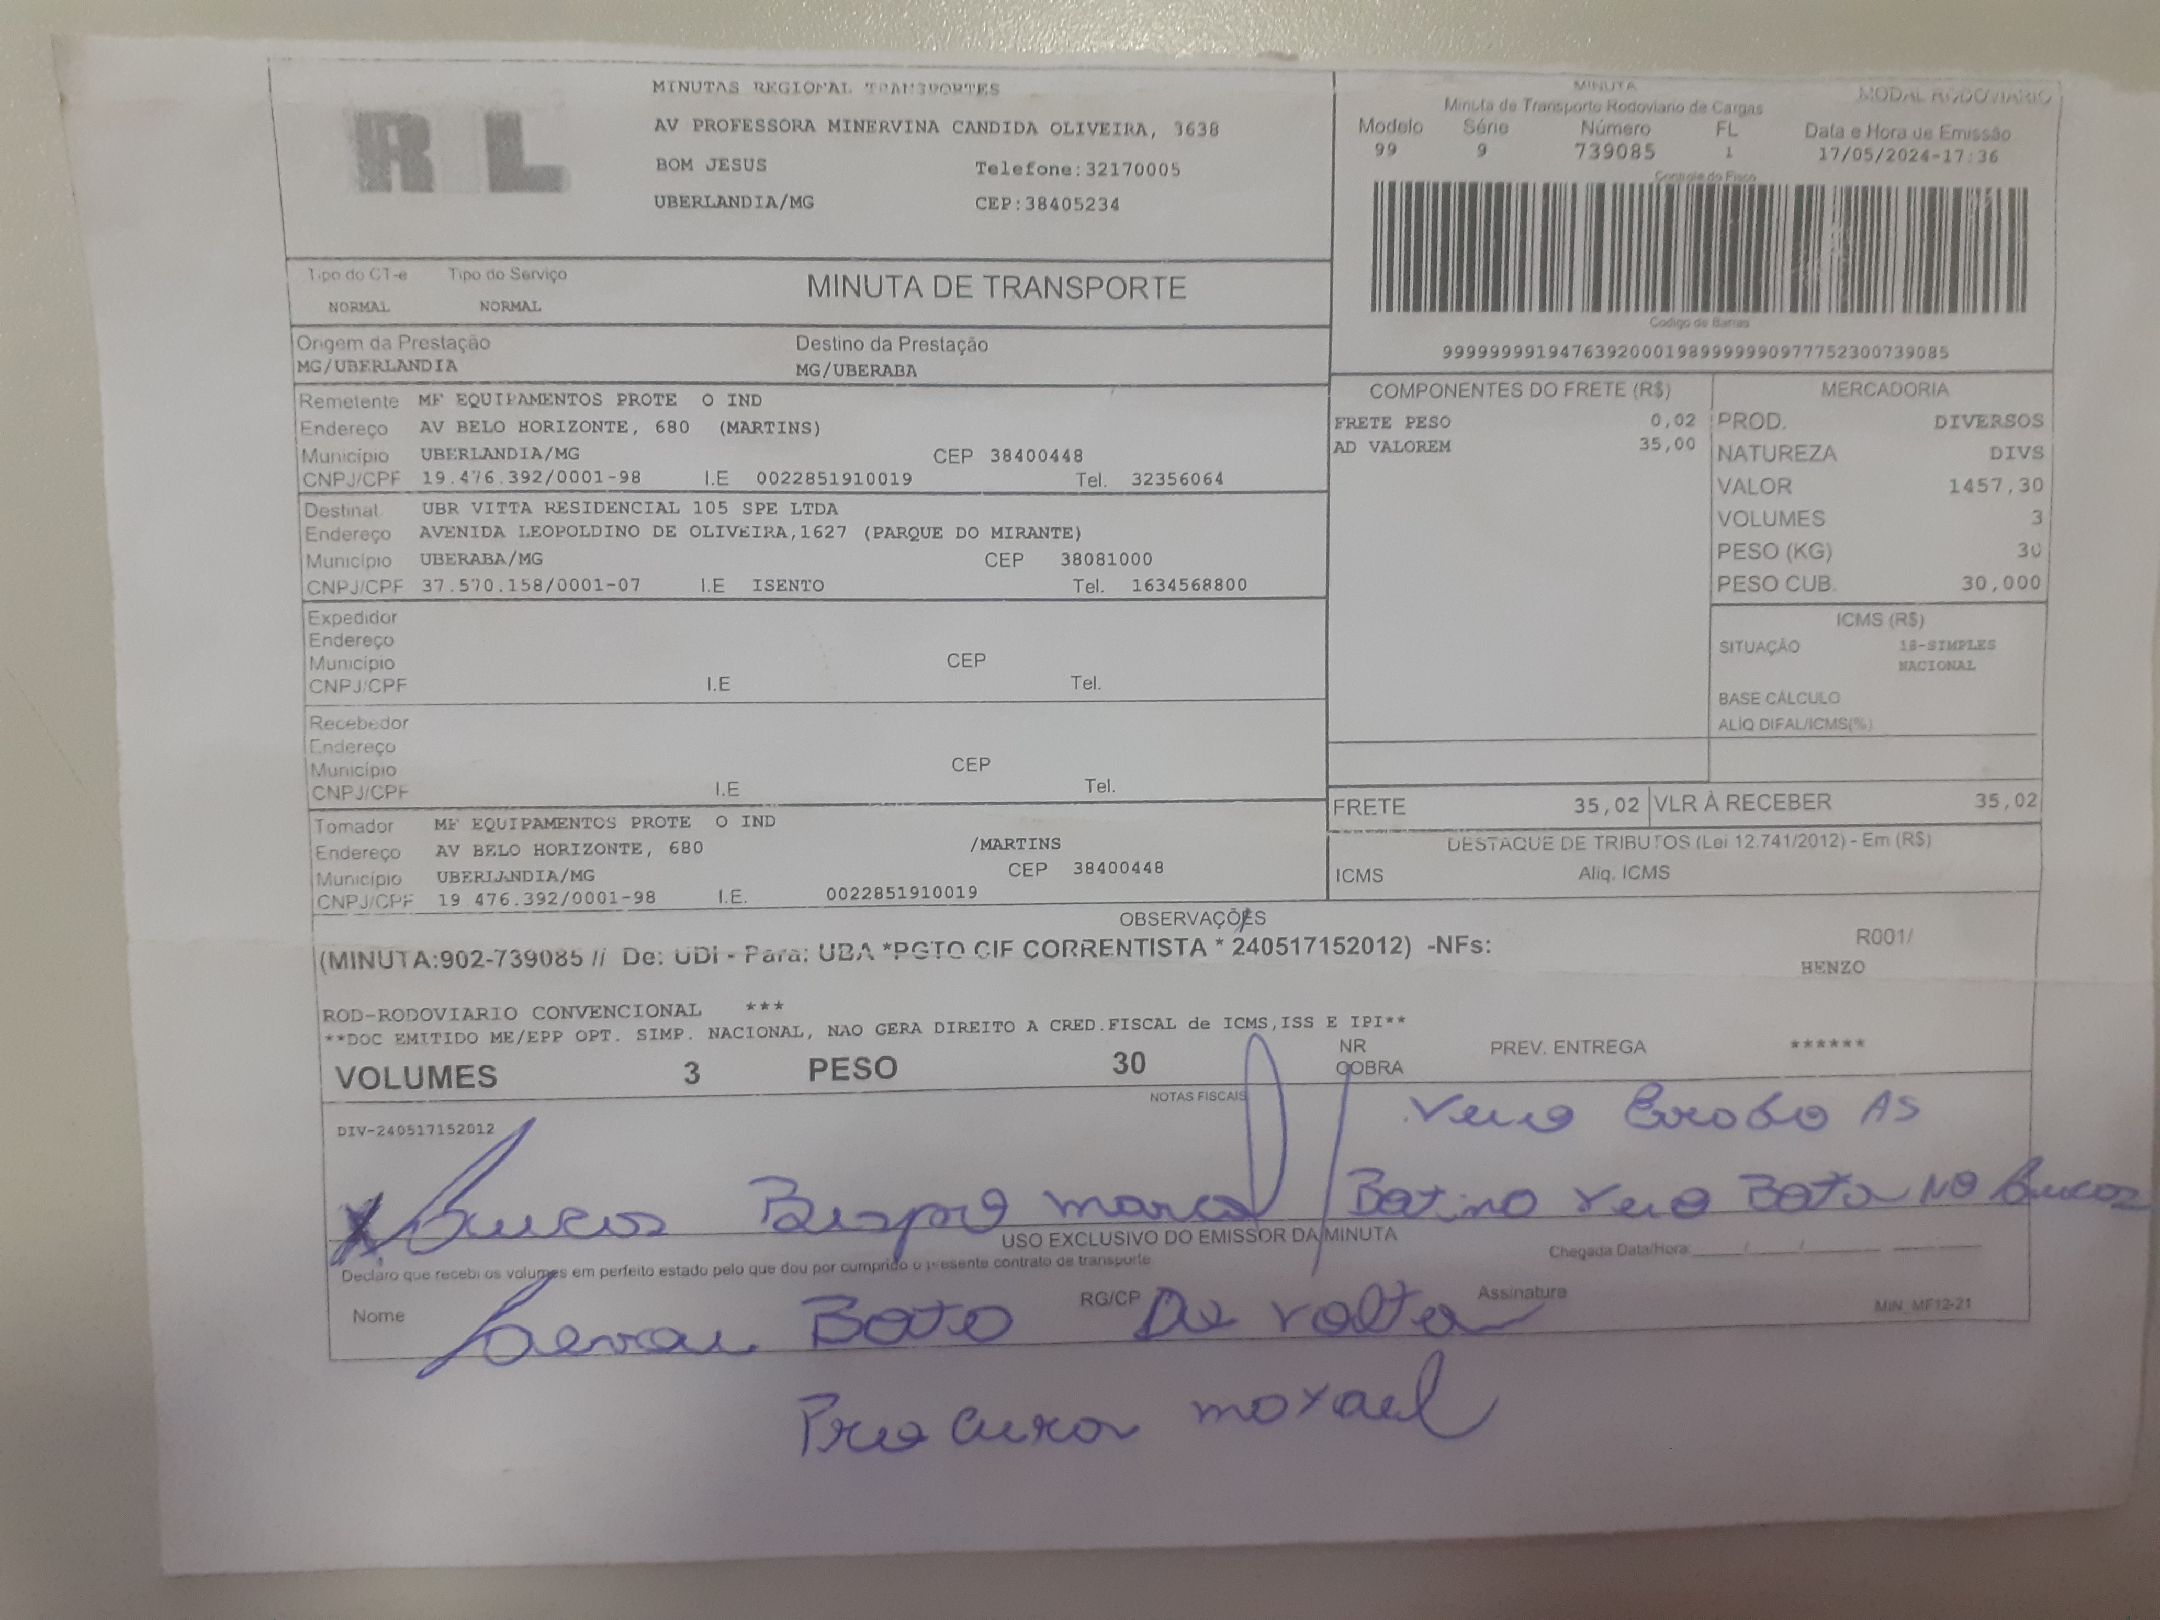 RL
MINUTAS REGIONAL TRANSPORTES
AV PROFESSORA MINERVINA CANDIDA OLIVEIRA, 3638
BOM JESUS Telefone:32170005
UBERLANDIA/MG CEP:38405234
MINUTA MODAL RODOVIARIO
Minuta de Transporte Rodoviario de Cargas
Modelo Série Número FL Data e Hora de Emissão
99 9 739085 1 17/05/2024-17:36
Controle do Fisco
Codigo de Barras
999999991947639200019899999990977752300739085
Tipo do CT-e Tipo do Serviço MINUTA DE TRANSPORTE
NORMAL NORMAL
Origem da Prestação Destino da Prestação
MG/UBERLANDIA MG/UBERABA
Remetente MF EQUIPAMENTOS PROTE O IND
Endereço AV BELO HORIZONTE, 680 (MARTINS)
Município UBERLANDIA/MG CEP 38400448
CNPJ/CPF 19.476.392/0001-98 I.E 0022851910019 Tel. 32356064
Destinat. UBR VITTA RESIDENCIAL 105 SPE LTDA
Endereço AVENIDA LEOPOLDINO DE OLIVEIRA,1627 (PARQUE DO MIRANTE)
Município UBERABA/MG CEP 38081000
CNPJ/CPF 37.570.158/0001-07 I.E ISENTO Tel. 1634568800
Expedidor
Endereço
Município CEP
CNPJ/CPF I.E Tel.
Recebedor
Endereço
Município CEP
CNPJ/CPF I.E Tel.
Tomador MF EQUIPAMENTOS PROTE O IND
Endereço AV BELO HORIZONTE, 680 /MARTINS
Município UBERLANDIA/MG CEP 38400448
CNPJ/CPF 19.476.392/0001-98 I.E. 0022851910019
COMPONENTES DO FRETE (R$)
FRETE PESO 0,02
AD VALOREM 35,00
MERCADORIA
PROD. DIVERSOS
NATUREZA DIVS
VALOR 1457,30
VOLUMES 3
PESO (KG) 30
PESO CUB. 30,000
ICMS (R$)
SITUAÇÃO 18-SIMPLES
NACIONAL
BASE CÁLCULO
ALÍQ DIFAL/ICMS(%)
FRETE 35,02 VLR À RECEBER 35,02
DESTAQUE DE TRIBUTOS (Lei 12.741/2012) - Em (R$)
ICMS Aliq. ICMS
OBSERVAÇÕES
(MINUTA:902-739085 // De: UDI - Para: UBA *PGTO CIF CORRENTISTA * 240517152012) -NFs: R001/
HENZO
ROD-RODOVIARIO CONVENCIONAL ***
**DOC EMITIDO ME/EPP OPT. SIMP. NACIONAL, NAO GERA DIREITO A CRED.FISCAL de ICMS,ISS E IPI**
VOLUMES 3 PESO 30 NR COBRA PREV. ENTREGA ******
NOTAS FISCAIS
DIV-240517152012
Veio AS
Lucas Bispo
USO EXCLUSIVO DO EMISSOR DA MINUTA
Declaro que recebi os volumes em perfeito estado pelo que dou por cumprido o presente contrato de transporte Chegada Data/Hora: / /
Nome RG/CP Assinatura MIN_MF12-21
De volta